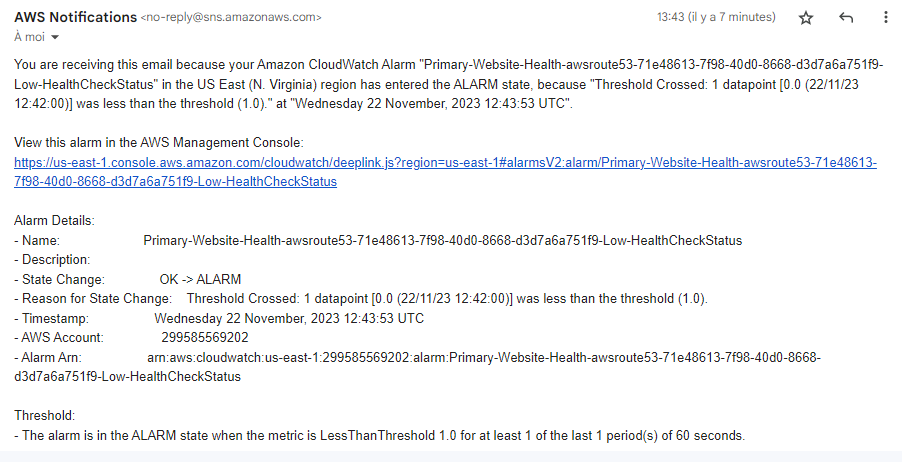 AWS Notifications <no-reply@sns.amazonaws.com> 13:43 (il y a 7 minutes)
À moi
You are receiving this email because your Amazon CloudWatch Alarm "Primary-Website-Health-awsroute53-71e48613-7f98-40d0-8668-d3d7a6a751f9-
Low-HealthCheckStatus" in the US East (N. Virginia) region has entered the ALARM state, because "Threshold Crossed: 1 datapoint [0.0 (22/11/23
12:42:00)] was less than the threshold (1.0)." at "Wednesday 22 November, 2023 12:43:53 UTC".
View this alarm in the AWS Management Console:
https://us-east-1.console.aws.amazon.com/cloudwatch/deeplink.js?region=us-east-1#alarmsV2:alarm/Primary-Website-Health-awsroute53-71e48613-
7f98-40d0-8668-d3d7a6a751f9-Low-HealthCheckStatus
Alarm Details:
- Name: Primary-Website-Health-awsroute53-71e48613-7f98-40d0-8668-d3d7a6a751f9-Low-HealthCheckStatus
- Description:
- State Change: OK -> ALARM
- Reason for State Change: Threshold Crossed: 1 datapoint [0.0 (22/11/23 12:42:00)] was less than the threshold (1.0).
- Timestamp: Wednesday 22 November, 2023 12:43:53 UTC
- AWS Account: 299585569202
- Alarm Arn: arn:aws:cloudwatch:us-east-1:299585569202:alarm:Primary-Website-Health-awsroute53-71e48613-7f98-40d0-8668-
d3d7a6a751f9-Low-HealthCheckStatus
Threshold:
- The alarm is in the ALARM state when the metric is LessThanThreshold 1.0 for at least 1 of the last 1 period(s) of 60 seconds.